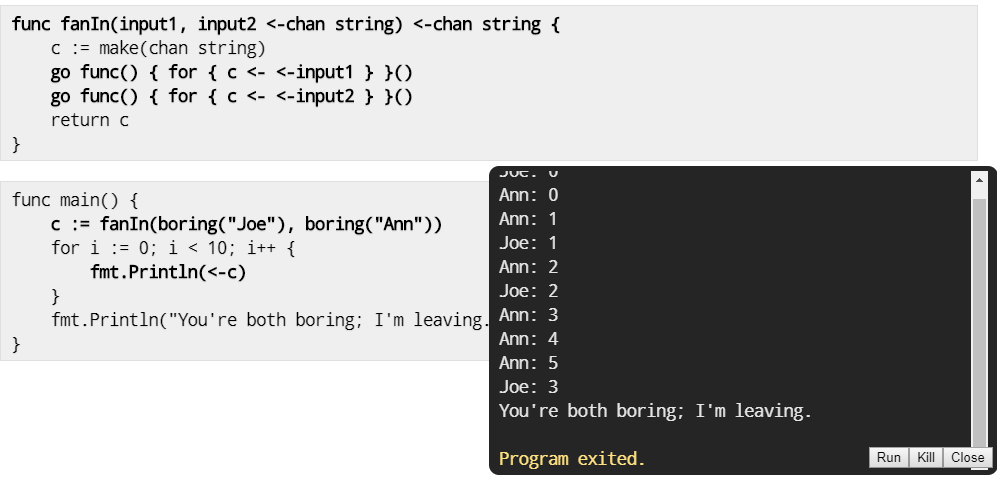 func fanIn(input1, input2 <-chan string) <-chan string {
    c := make(chan string)
    go func() { for { c <- <-input1 } }()
    go func() { for { c <- <-input2 } }()
    return c
}
func main() {
    c := fanIn(boring("Joe"), boring("Ann"))
    for i := 0; i < 10; i++ {
        fmt.Println(<-c)
    }
    fmt.Println("You're both boring; I'm leaving.
}
Joe: 0
Ann: 0
Ann: 1
Joe: 1
Ann: 2
Joe: 2
Ann: 3
Ann: 4
Ann: 5
Joe: 3
You're both boring; I'm leaving.
Program exited.
Run Kill Close